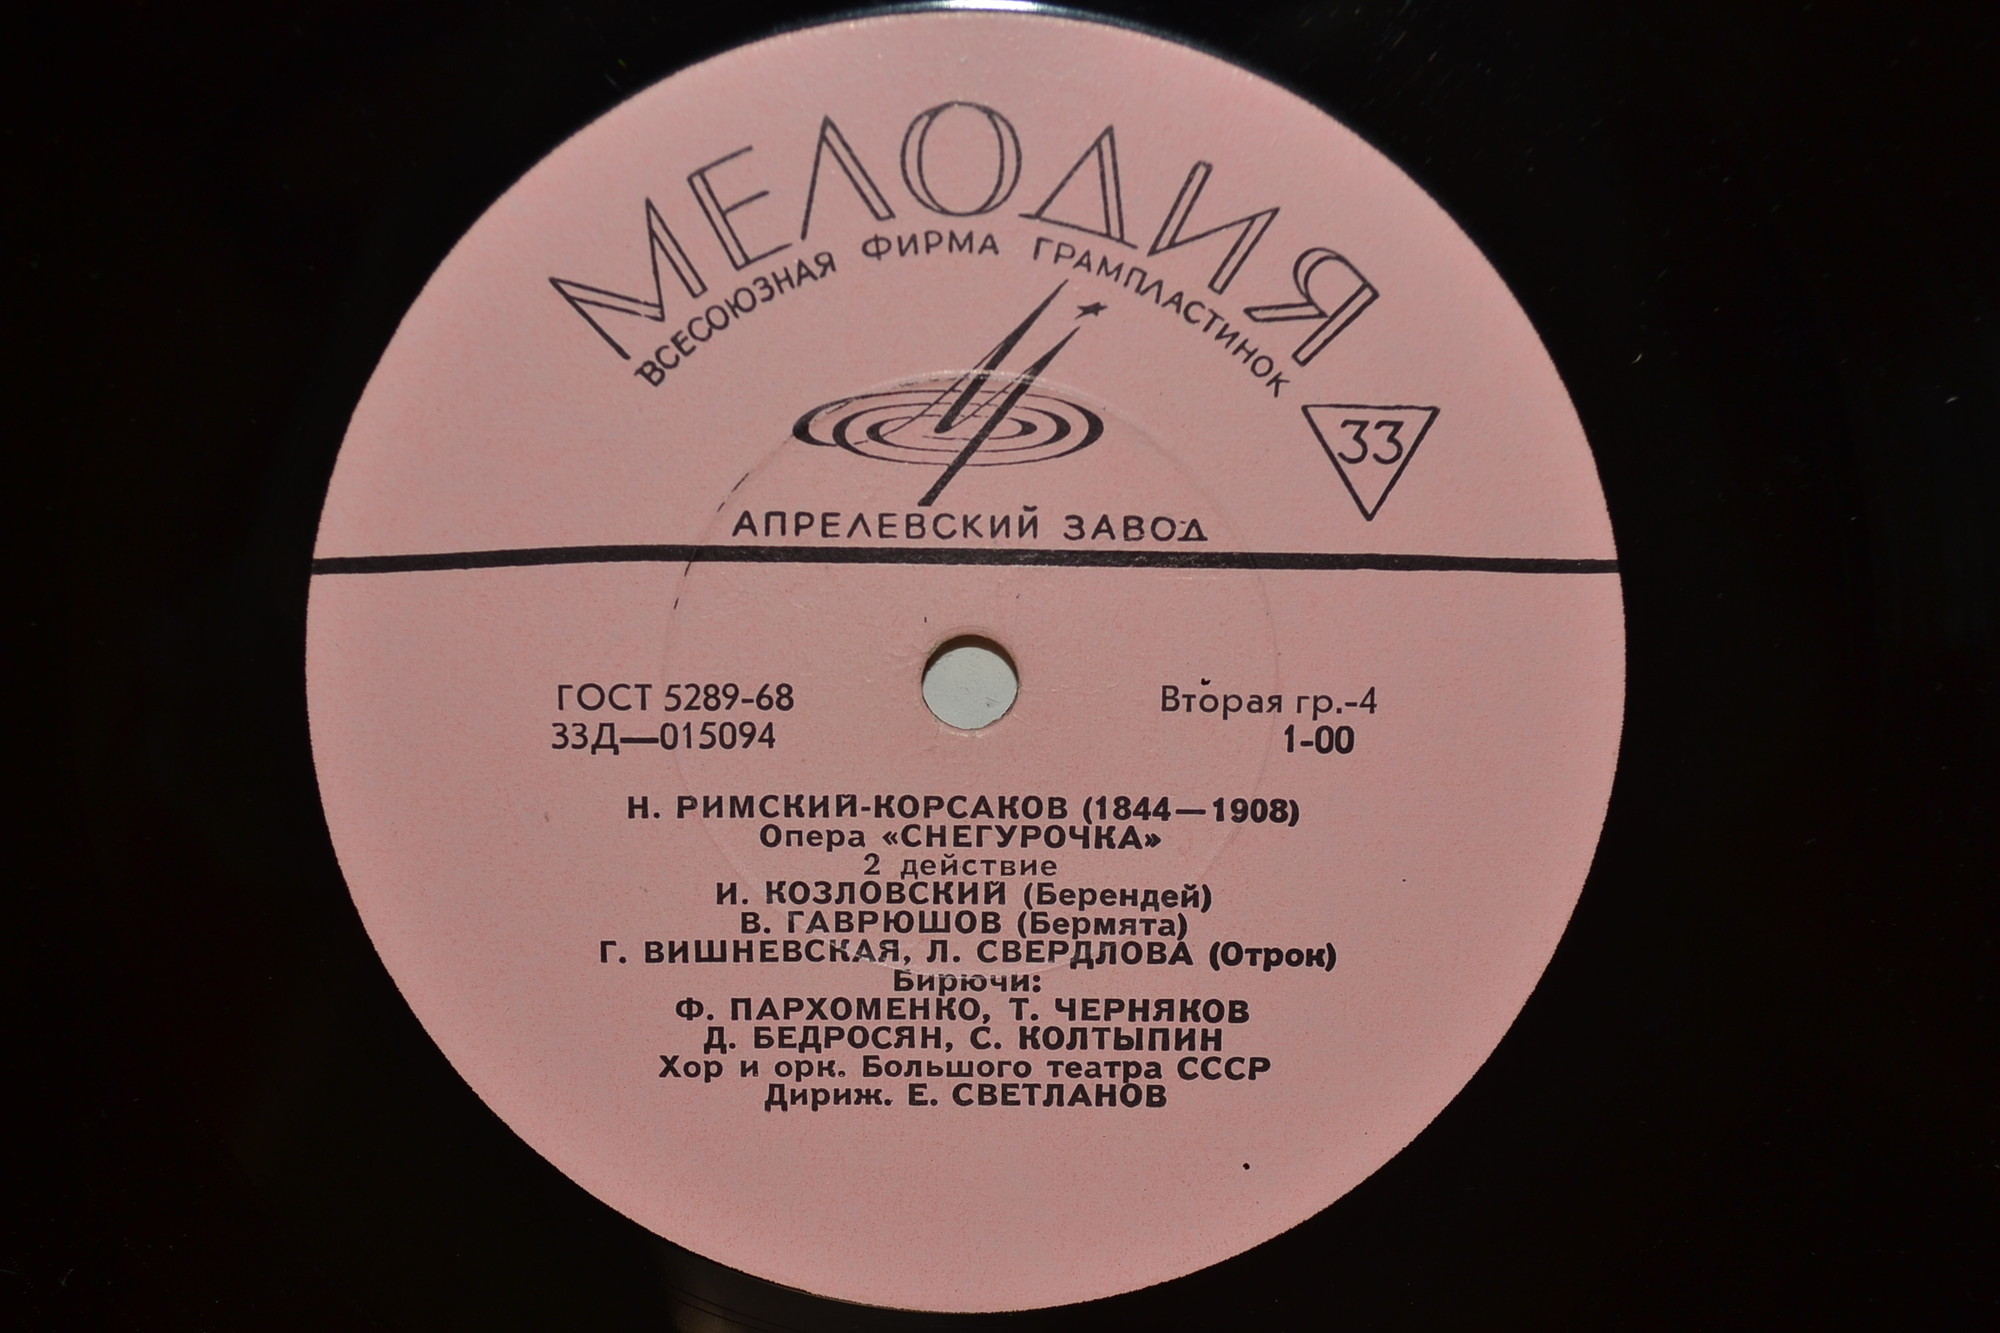 МЕЛОДИЯ
ВСЕСОЮЗНАЯ ФИРМА ГРАМПЛАСТИНОК
33
АПРЕЛЕВСКИЙ ЗАВОД
ГОСТ 5289-68
Вторая гр.-4
33Д—015094
1-00
Н. РИМСКИЙ-КОРСАКОВ (1844—1908)
Опера «СНЕГУРОЧКА»
2 действие
И. КОЗЛОВСКИЙ (Берендей)
В. ГАВРЮШОВ (Бермята)
Г. ВИШНЕВСКАЯ, Л. СВЕРДЛОВА (Отрок)
Бирючи:
Ф. ПАРХОМЕНКО, Т. ЧЕРНЯКОВ
Д. БЕДРОСЯН, С. КОЛТЫПИН
Хор и орк. Большого театра СССР
Дириж. Е. СВЕТЛАНОВ